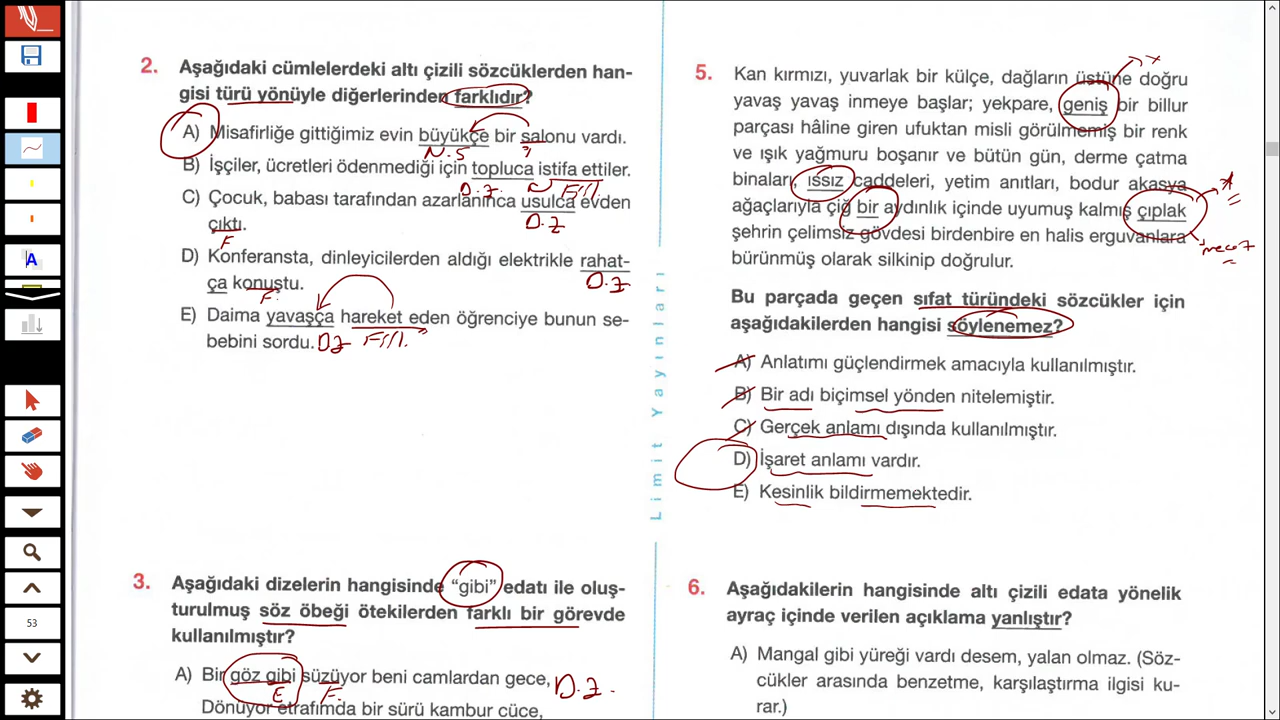 2. Aşağıdaki cümlelerdeki altı çizili sözcüklerden han-
gisi türü yönüyle diğerlerinden farklıdır?
A) Misafirliğe gittiğimiz evin büyükçe bir salonu vardı.
N.S
B) İşçiler, ücretleri ödenmediği için topluca istifa ettiler.
D.Z. Fiil
C) Çocuk, babası tarafından azarlanınca usulca evden
çıktı.
F
D.Z
D) Konferansta, dinleyicilerden aldığı elektrikle rahat-
ça konuştu.
F.
D.Z
E) Daima yavaşça hareket eden öğrenciye bunun se-
bebini sordu.
DZ Fiil
3. Aşağıdaki dizelerin hangisinde “gibi” edatı ile oluş-
turulmuş söz öbeği ötekilerden farklı bir görevde
kullanılmıştır?
A) Bir göz gibi süzüyor beni camlardan gece,
E F. D.Z.
Dönüyor etrafımda bir sürü kambur cüce,
Limit Yayınları
5. Kan kırmızı, yuvarlak bir külçe, dağların üstüne doğru
yavaş yavaş inmeye başlar; yekpare, geniş bir billur
parçası hâline giren ufuktan misli görülmemiş bir renk
ve ışık yağmuru boşanır ve bütün gün, derme çatma
binaları, ıssız caddeleri, yetim anıtları, bodur akasya
ağaçlarıyla çiğ bir aydınlık içinde uyumuş kalmış çıplak
şehrin çelimsiz gövdesi birdenbire en halis erguvanlara
bürünmüş olarak silkinip doğrulur.
mecaz
Bu parçada geçen sıfat türündeki sözcükler için
aşağıdakilerden hangisi söylenemez?
A) Anlatımı güçlendirmek amacıyla kullanılmıştır.
B) Bir adı biçimsel yönden nitelemiştir.
C) Gerçek anlamı dışında kullanılmıştır.
D) İşaret anlamı vardır.
E) Kesinlik bildirmemektedir.
6. Aşağıdakilerin hangisinde altı çizili edata yönelik
ayraç içinde verilen açıklama yanlıştır?
A) Mangal gibi yüreği vardı desem, yalan olmaz. (Söz-
cükler arasında benzetme, karşılaştırma ilgisi ku-
rar.)
A
53